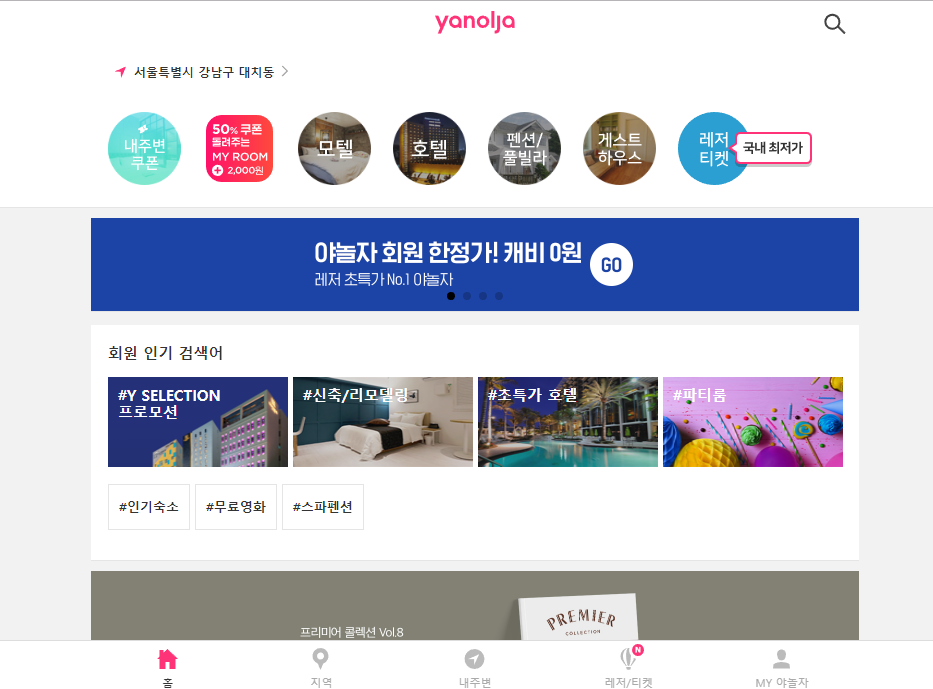 yanolja
서울특별시 강남구 대치동
내주변
쿠폰
50% 쿠폰
돌려주는
MY ROOM
2,000원
모텔
호텔
펜션/
풀빌라
게스트
하우스
레저
티켓
국내 최저가
야놀자 회원 한정가! 캐비 0원
레저 초특가 No.1 야놀자
GO
회원 인기 검색어
#Y SELECTION
프로모션
#신축/리모델링
#초특가 호텔
#파티룸
#인기숙소
#무료영화
#스파펜션
프리미어 콜렉션 Vol.8
PREMIER
COLLECTION
홈
지역
내주변
N
레저/티켓
MY 야놀자